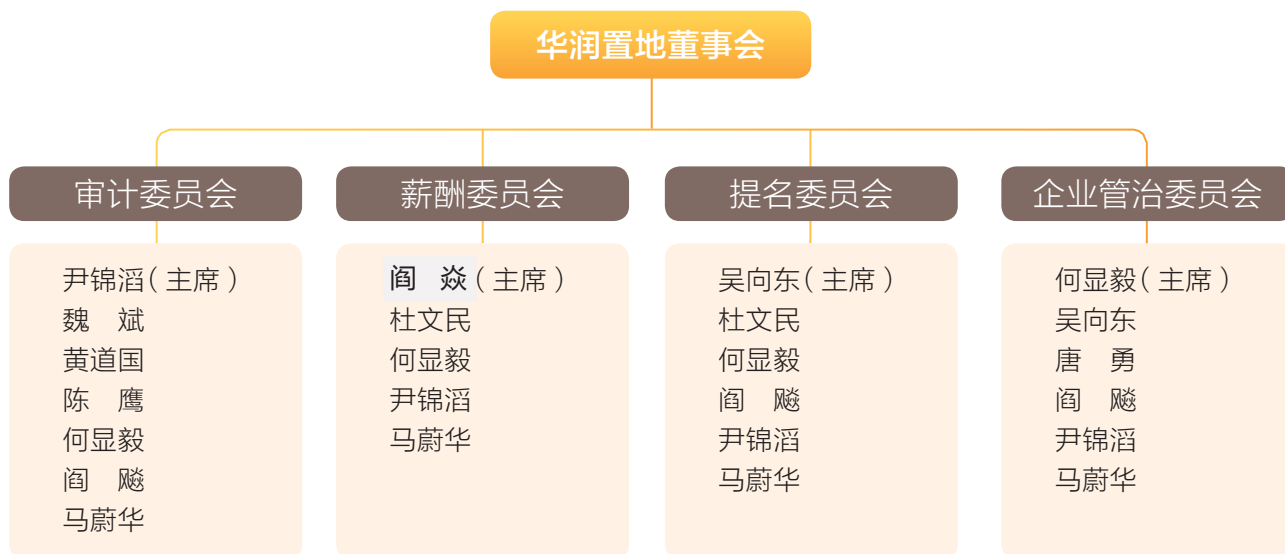 华润置地董事会
审计委员会
尹锦滔(主席)
魏　斌
黄道国
陈　鹰
何显毅
阎　飚
马蔚华
薪酬委员会
阎　焱(主席)
杜文民
何显毅
尹锦滔
马蔚华
提名委员会
吴向东(主席)
杜文民
何显毅
阎　飚
尹锦滔
马蔚华
企业管治委员会
何显毅(主席)
吴向东
唐　勇
阎　飚
尹锦滔
马蔚华